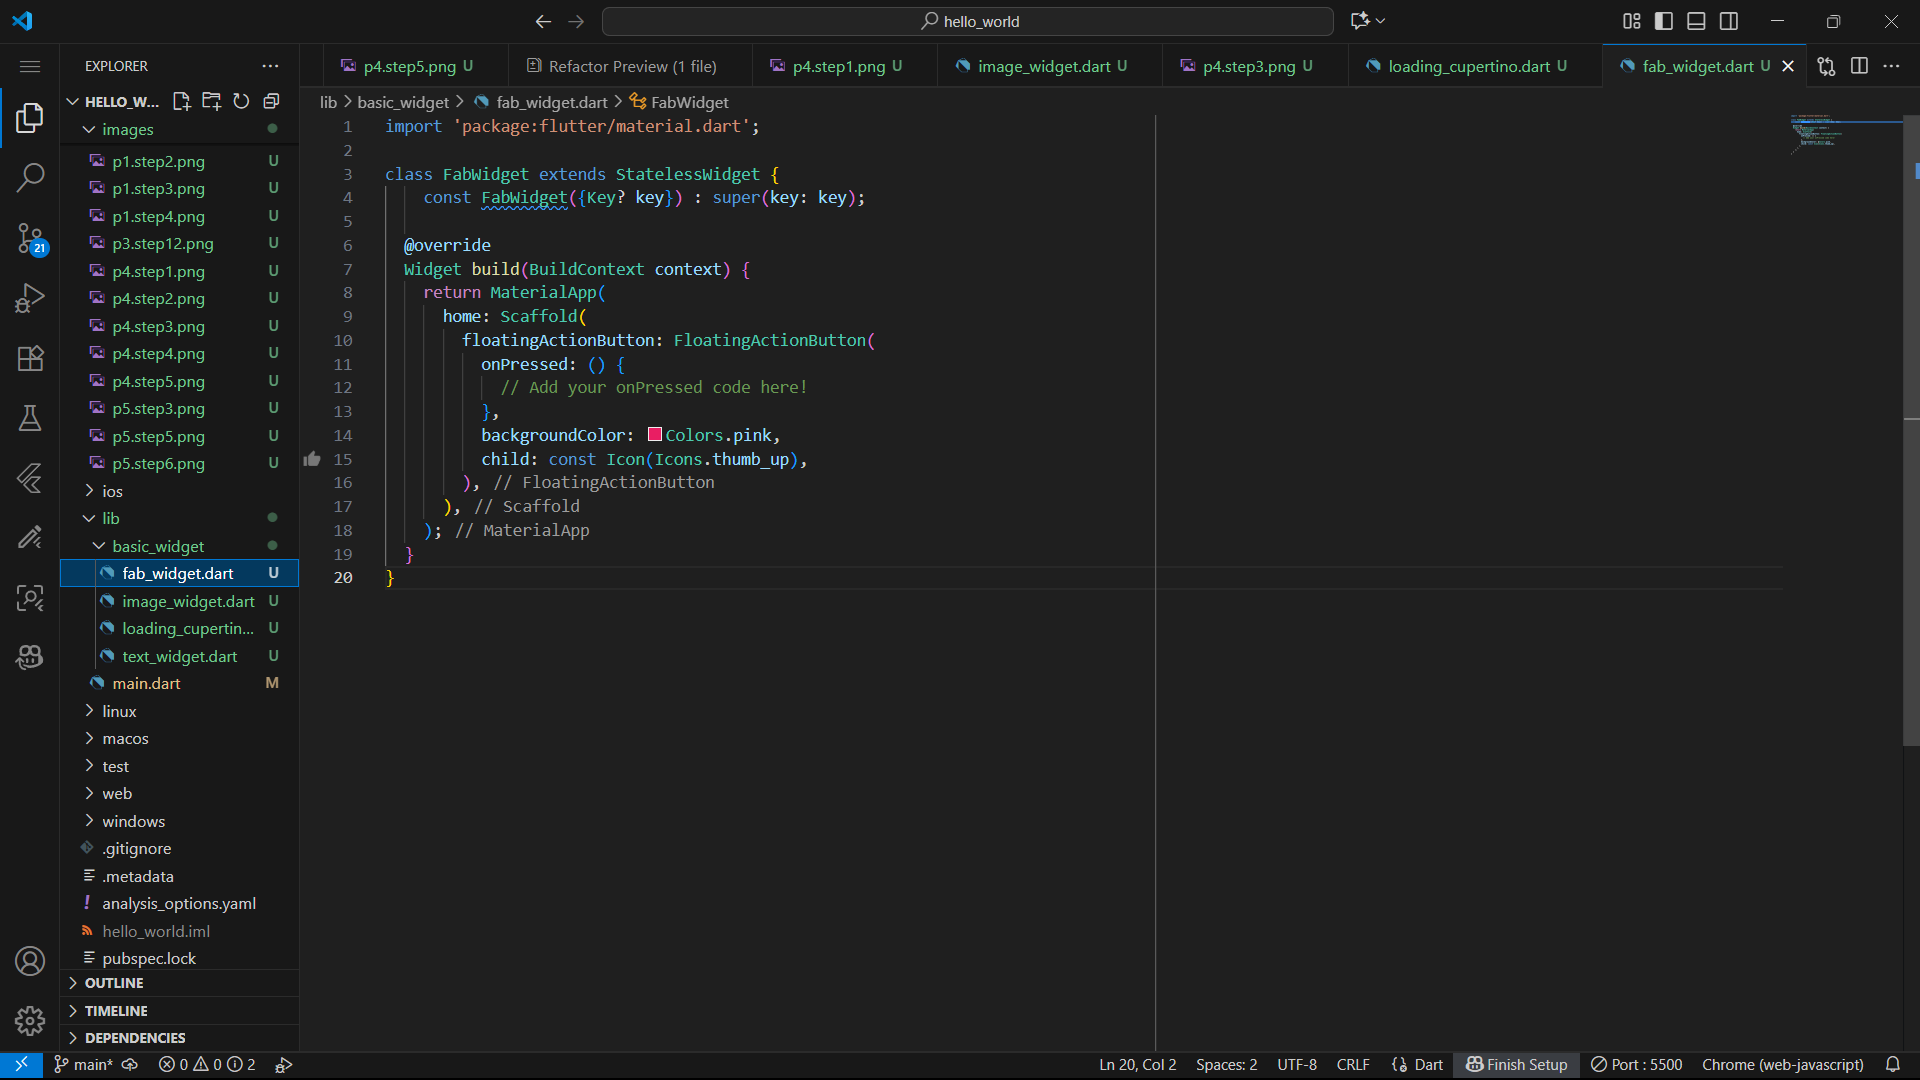 hello_world
EXPLORER
p4.step5.png U
Refactor Preview (1 file)
p4.step1.png U
image_widget.dart U
p4.step3.png U
loading_cupertino.dart U
fab_widget.dart U
HELLO_W...
lib > basic_widget > fab_widget.dart > FabWidget
images
p1.step2.png U
p1.step3.png U
p1.step4.png U
p3.step12.png U
p4.step1.png U
p4.step2.png U
p4.step3.png U
p4.step4.png U
p4.step5.png U
p5.step3.png U
p5.step5.png U
p5.step6.png U
ios
lib
basic_widget
fab_widget.dart U
image_widget.dart U
loading_cupertin... U
text_widget.dart U
main.dart M
linux
macos
test
web
windows
.gitignore
.metadata
analysis_options.yaml
hello_world.iml
pubspec.lock
OUTLINE
TIMELINE
DEPENDENCIES
21
1 import 'package:flutter/material.dart';
2
3 class FabWidget extends StatelessWidget {
4 const FabWidget({Key? key}) : super(key: key);
5
6 @override
7 Widget build(BuildContext context) {
8 return MaterialApp(
9 home: Scaffold(
10 floatingActionButton: FloatingActionButton(
11 onPressed: () {
12 // Add your onPressed code here!
13 },
14 backgroundColor: Colors.pink,
15 child: const Icon(Icons.thumb_up),
16 ), // FloatingActionButton
17 ), // Scaffold
18 ); // MaterialApp
19 }
20 }
main* 0 0 2
Ln 20, Col 2 Spaces: 2 UTF-8 CRLF {} Dart Finish Setup Port : 5500 Chrome (web-javascript)